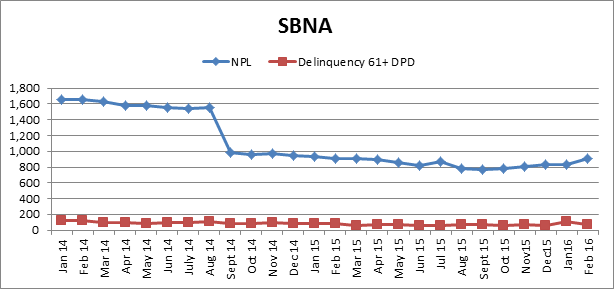 SBNA
NPL Delinquency 61+ DPD
1,800
1,600
1,400
1,200
1,000
800
600
400
200
0
Jan 14
Feb 14
Mar 14
Apr 14
May 14
Jun 14
July 14
Aug 14
Sept 14
Oct 14
Nov 14
Dec 14
Jan 15
Feb 15
Mar 15
Apr 15
May 15
Jun 15
July 15
Aug 15
Sept 15
Oct 15
Nov15
Dec15
Jan16
Feb 16